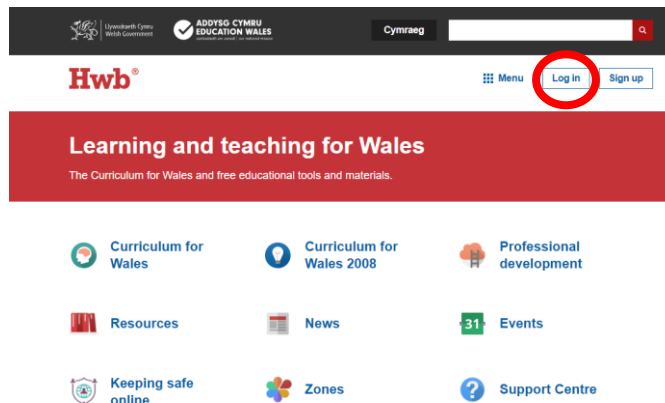 Llywodraeth Cymru
Welsh Government
ADDYSG CYMRU
EDUCATION WALES
Cymraeg
Hwb®
Menu
Log in
Sign up
Learning and teaching for Wales
The Curriculum for Wales and free educational tools and materials.
Curriculum for
Wales
Curriculum for
Wales 2008
Professional
development
Resources
News
31
Events
Keeping safe
online
Zones
?
Support Centre